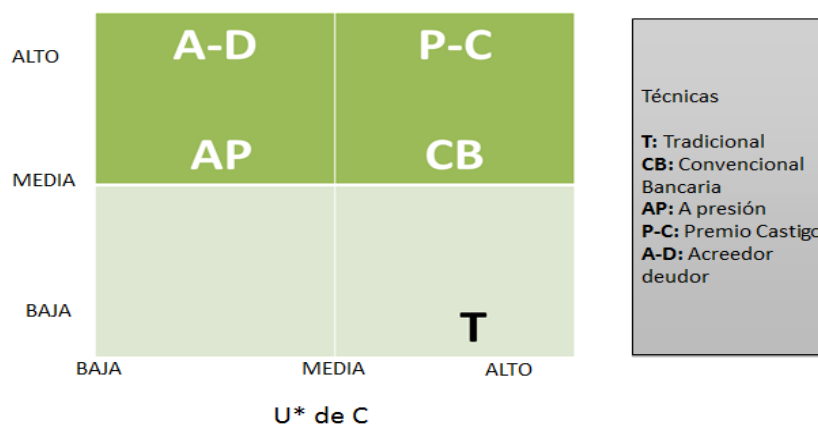 ALTO
A-D
P-C
AP
CB
MEDIA
BAJA
T
BAJA
MEDIA
ALTO
U* de C
Técnicas
T: Tradicional
CB: Convencional
Bancaria
AP: A presión
P-C: Premio Castigo
A-D: Acreedor
deudor